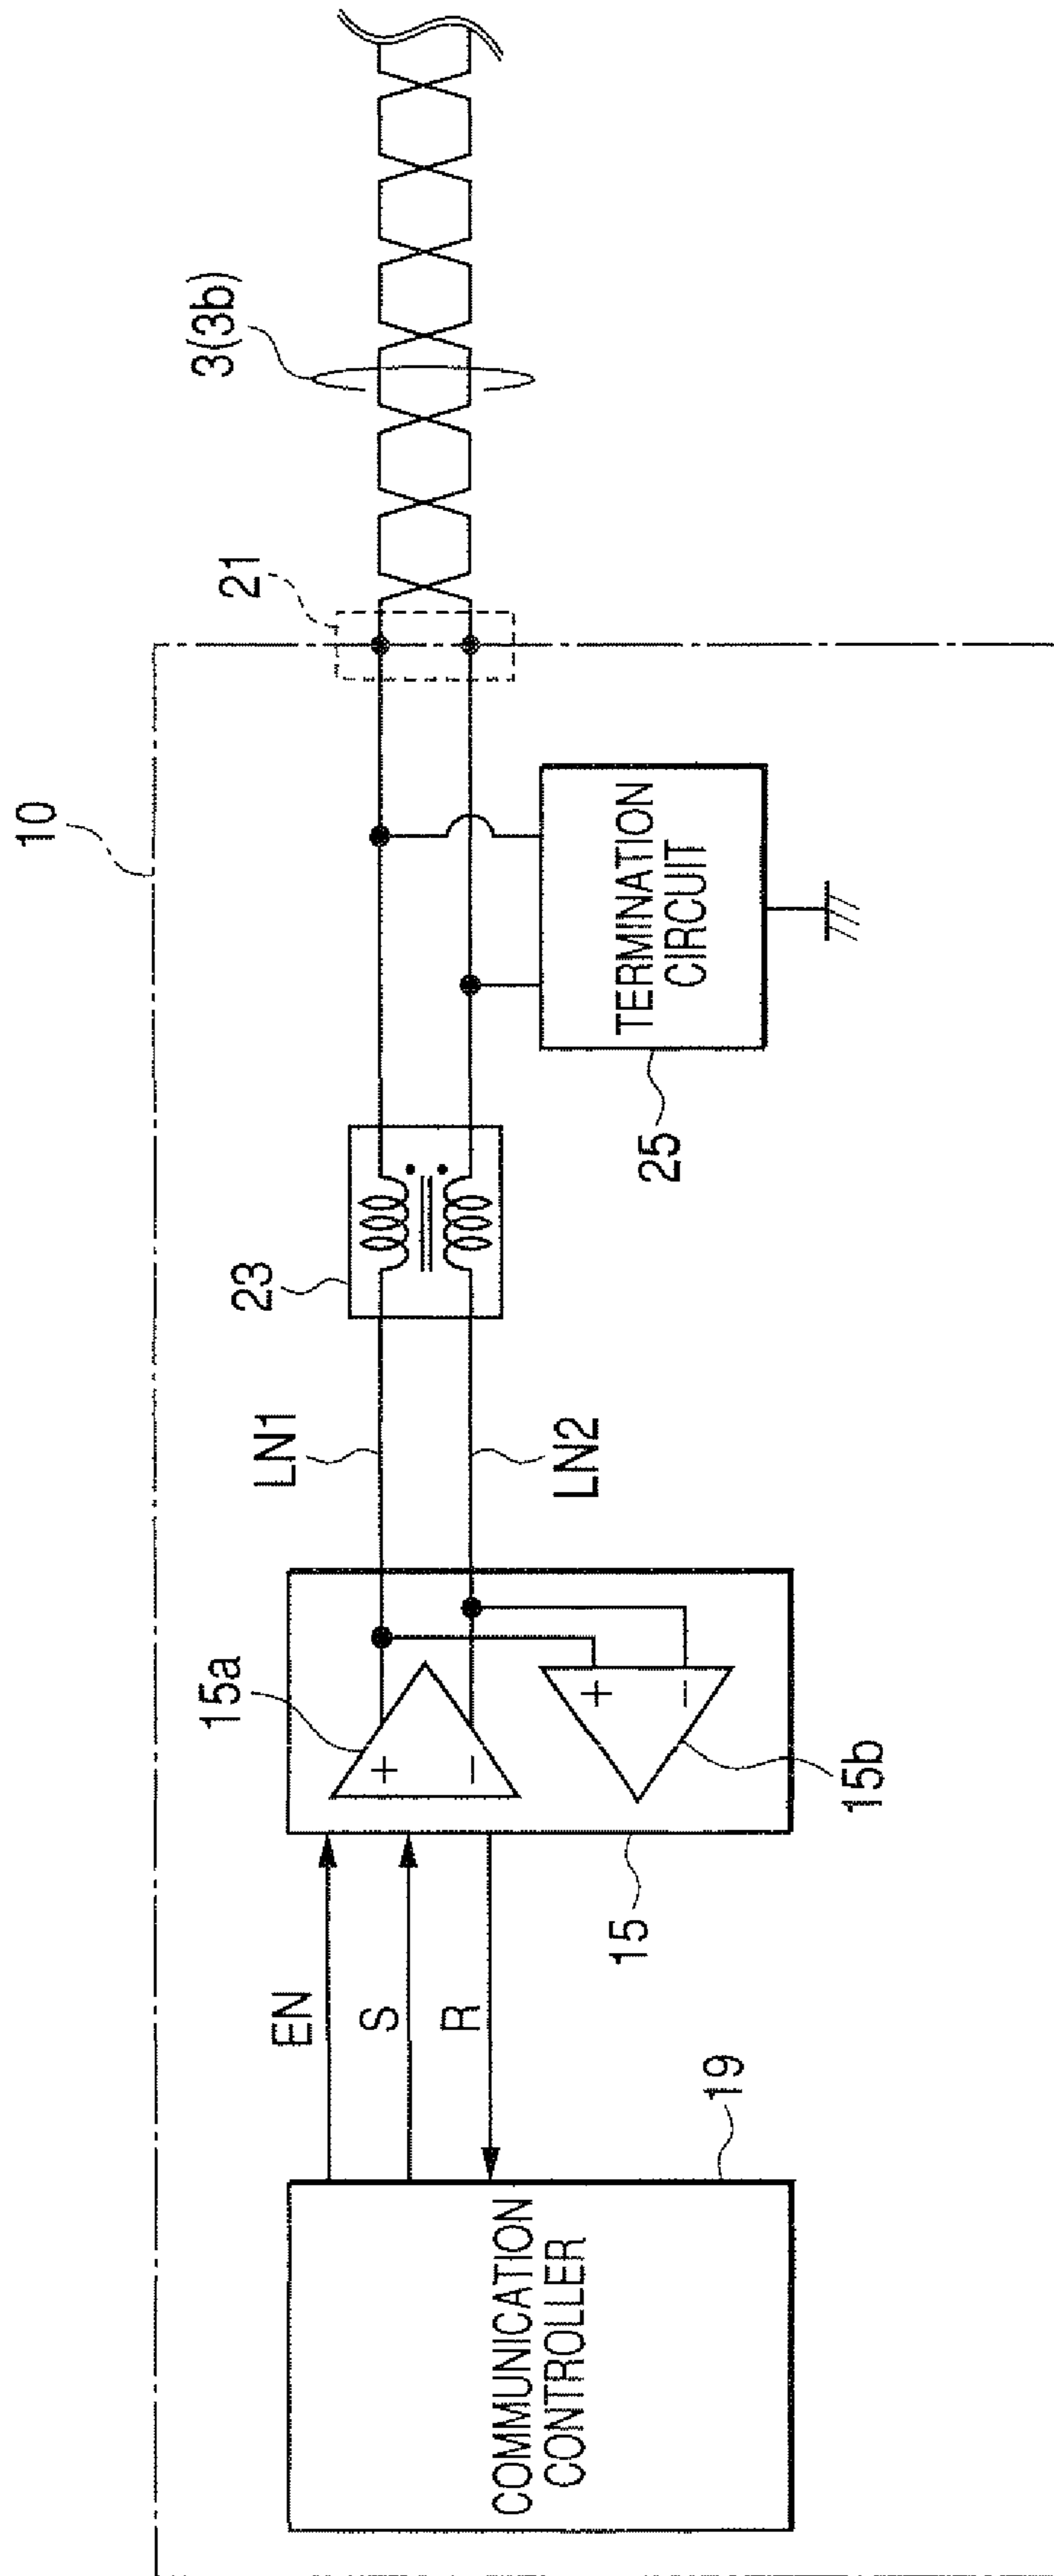 10
21
3(3b)
23
LN1
LN2
TERMINATION
CIRCUIT
25
15a
+
−
+
−
15b
15
EN
S
R
COMMUNICATION
CONTROLLER
19